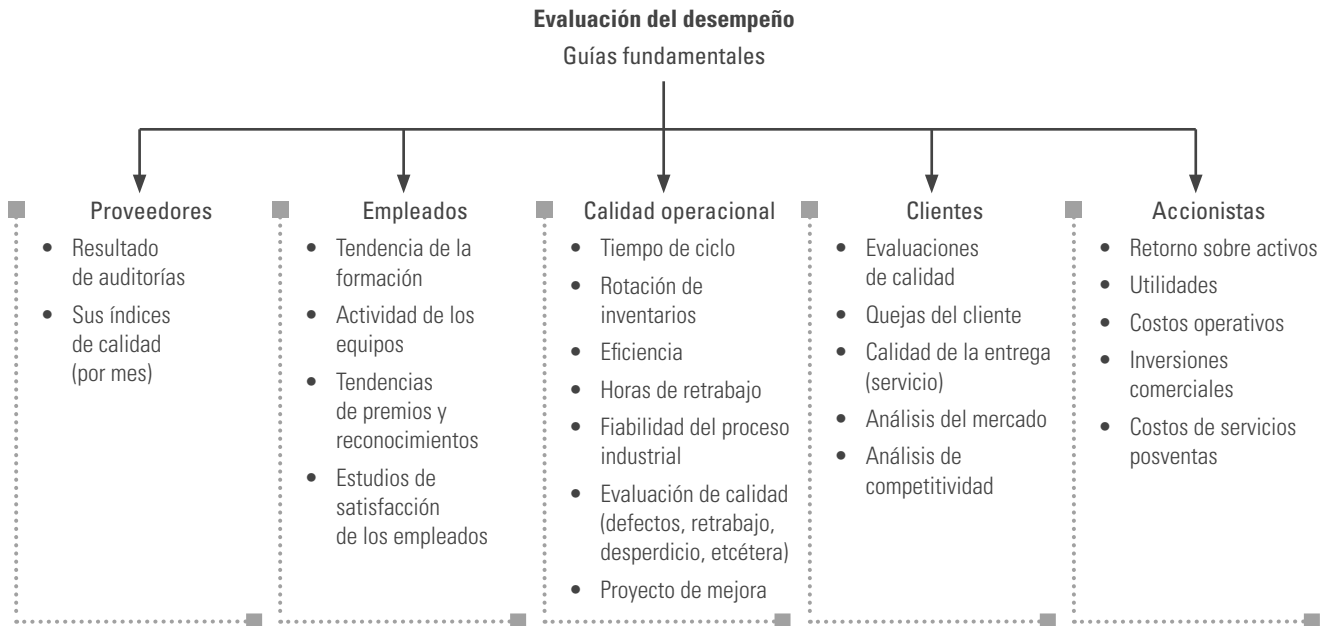 Evaluación del desempeño
Guías fundamentales
Proveedores
• Resultado
de auditorías
• Sus índices
de calidad
(por mes)
Empleados
• Tendencia de la
formación
• Actividad de los
equipos
• Tendencias
de premios y
reconocimientos
• Estudios de
satisfacción
de los empleados
Calidad operacional
• Tiempo de ciclo
• Rotación de
inventarios
• Eficiencia
• Horas de retrabajo
• Fiabilidad del proceso
industrial
• Evaluación de calidad
(defectos, retrabajo,
desperdicio, etcétera)
• Proyecto de mejora
Clientes
• Evaluaciones
de calidad
• Quejas del cliente
• Calidad de la entrega
(servicio)
• Análisis del mercado
• Análisis de
competitividad
Accionistas
• Retorno sobre activos
• Utilidades
• Costos operativos
• Inversiones
comerciales
• Costos de servicios
posventas